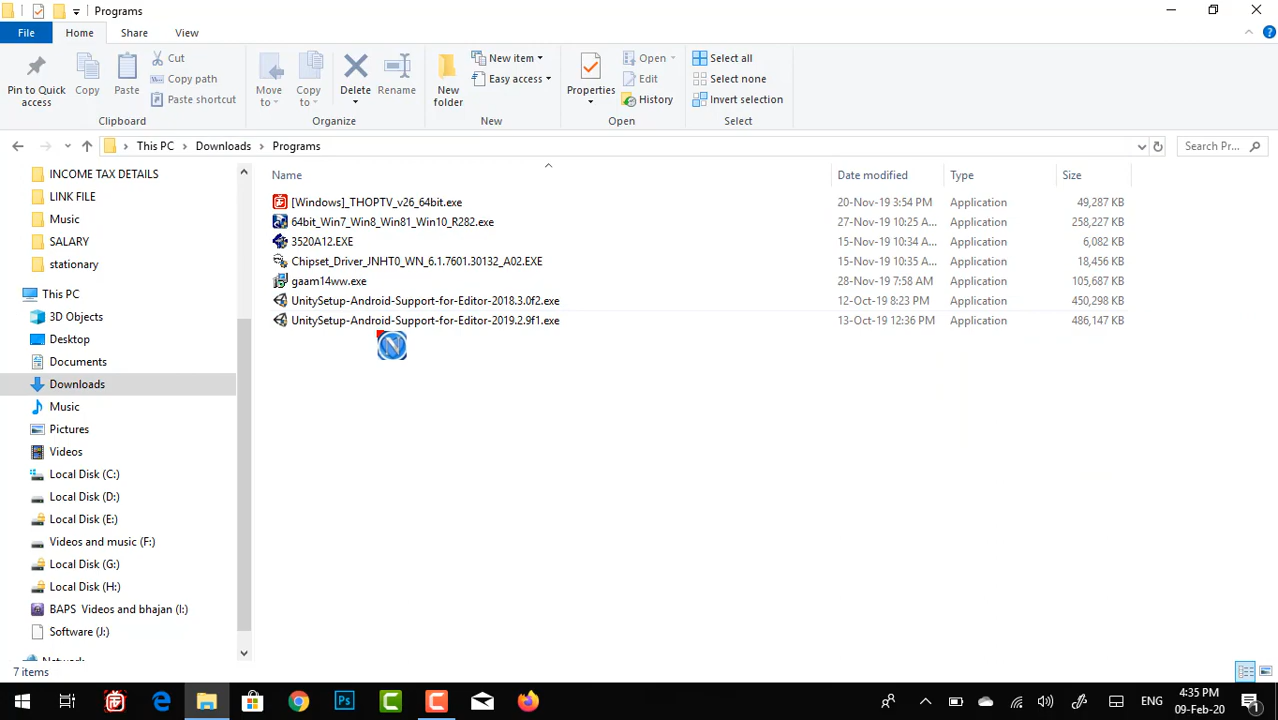 Programs
File Home Share View
Pin to Quick access
Copy
Paste
Cut
Copy path
Paste shortcut
Clipboard
Move to
Copy to
Delete
Rename
Organize
New folder
New item
Easy access
New
Properties
Open
Edit
History
Open
Select all
Select none
Invert selection
Select
This PC > Downloads > Programs
Search Pr...
INCOME TAX DETAILS
LINK FILE
Music
SALARY
stationary
This PC
3D Objects
Desktop
Documents
Downloads
Music
Pictures
Videos
Local Disk (C:)
Local Disk (D:)
Local Disk (E:)
Videos and music (F:)
Local Disk (G:)
Local Disk (H:)
BAPS Videos and bhajan (I:)
Software (J:)
Network
Name Date modified Type Size
[Windows]_THOPTV_v26_64bit.exe 20-Nov-19 3:54 PM Application 49,287 KB
64bit_Win7_Win8_Win81_Win10_R282.exe 27-Nov-19 10:25 A... Application 258,227 KB
3520A12.EXE 15-Nov-19 10:34 A... Application 6,082 KB
Chipset_Driver_JNHT0_WN_6.1.7601.30132_A02.EXE 15-Nov-19 10:35 A... Application 18,456 KB
gaam14ww.exe 28-Nov-19 7:58 AM Application 105,687 KB
UnitySetup-Android-Support-for-Editor-2018.3.0f2.exe 12-Oct-19 8:23 PM Application 450,298 KB
UnitySetup-Android-Support-for-Editor-2019.2.9f1.exe 13-Oct-19 12:36 PM Application 486,147 KB
7 items
Ps
ENG
4:35 PM
09-Feb-20
1